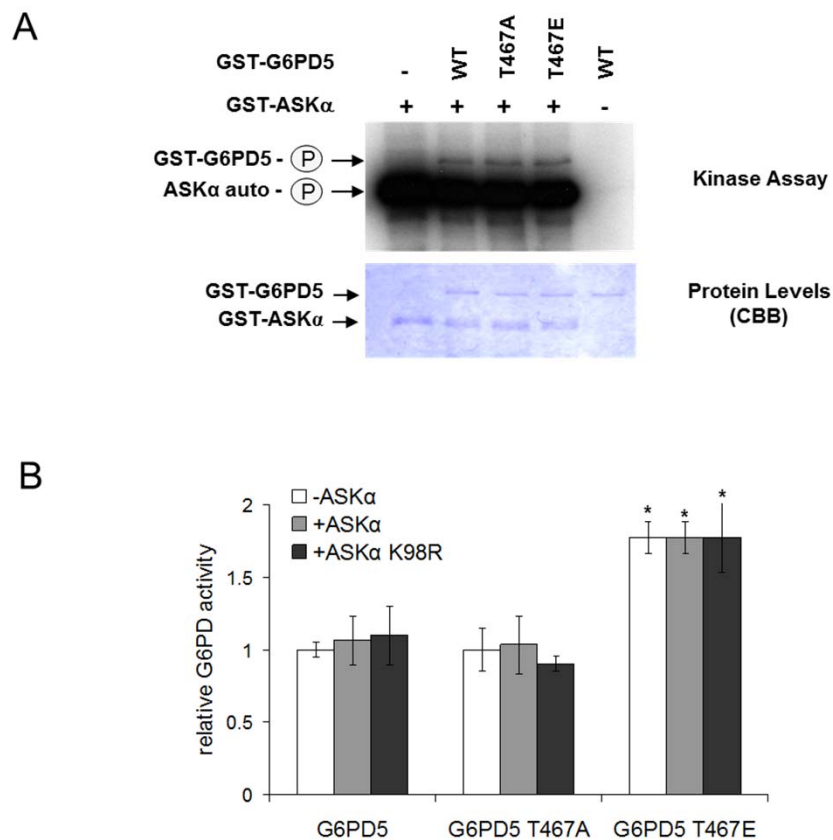 A
GST-G6PD5 - WT T467A T467E WT
GST-ASKα + + + + -
GST-G6PD5 - P
Kinase Assay
ASKα auto - P
GST-G6PD5
Protein Levels
GST-ASKα
(CBB)
B
-ASKα
+ASKα
+ASKα K98R
* * *
2
1.5
1
0.5
0
relative G6PD activity
G6PD5 G6PD5 T467A G6PD5 T467E